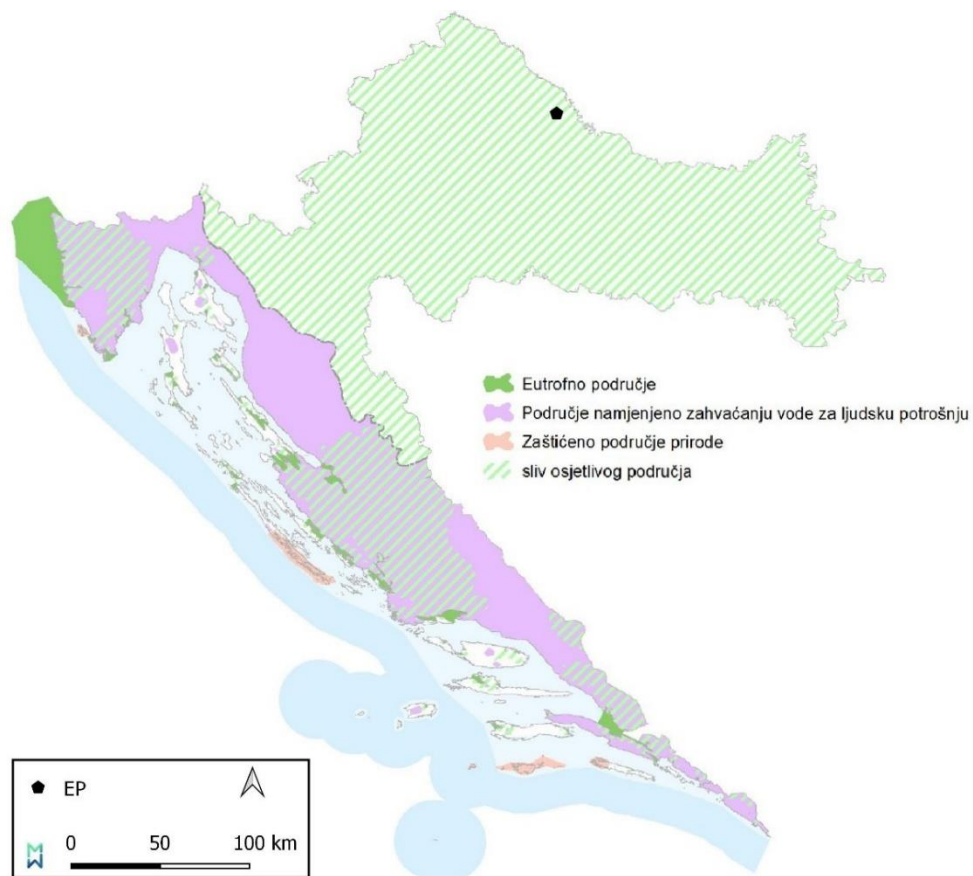 Eutrofno područje
Područje namjenjeno zahvaćanju vode za ljudsku potrošnju
Zaštićeno područje prirode
sliv osjetlivog područja
EP
0 50 100 km